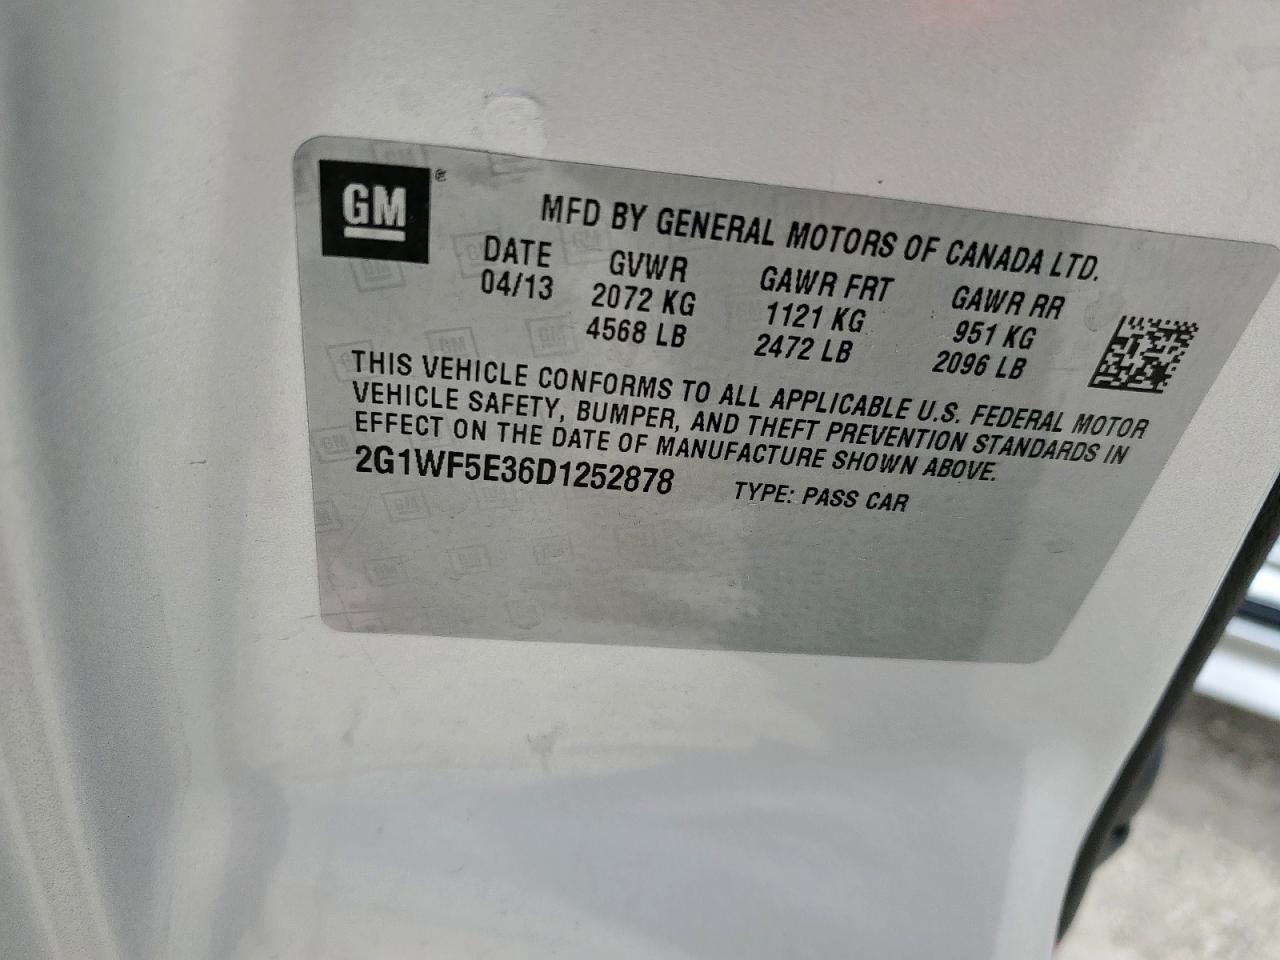 GM
MFD BY GENERAL MOTORS OF CANADA LTD.
DATE GVWR GAWR FRT GAWR RR
04/13 2072 KG 1121 KG 951 KG
4568 LB 2472 LB 2096 LB
THIS VEHICLE CONFORMS TO ALL APPLICABLE U.S. FEDERAL MOTOR
VEHICLE SAFETY, BUMPER, AND THEFT PREVENTION STANDARDS IN
EFFECT ON THE DATE OF MANUFACTURE SHOWN ABOVE.
2G1WF5E36D1252878 TYPE: PASS CAR